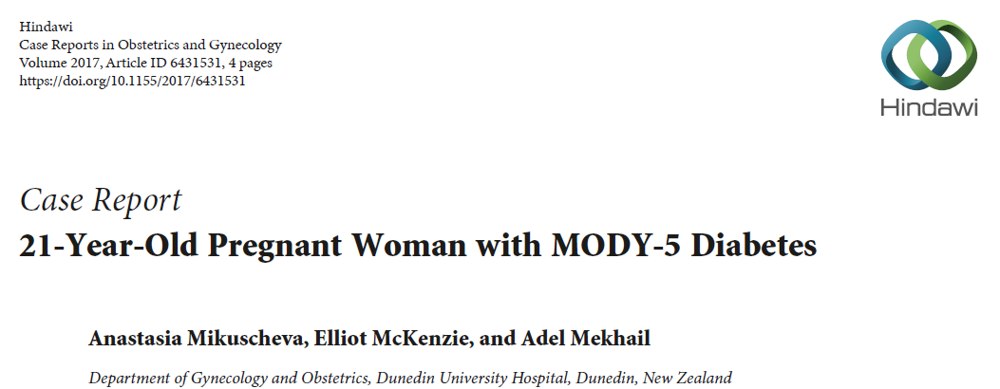 Hindawi
Case Reports in Obstetrics and Gynecology
Volume 2017, Article ID 6431531, 4 pages
https://doi.org/10.1155/2017/6431531
Hindawi
Case Report
21-Year-Old Pregnant Woman with MODY-5 Diabetes
Anastasia Mikuscheva, Elliot McKenzie, and Adel Mekhail
Department of Gynecology and Obstetrics, Dunedin University Hospital, Dunedin, New Zealand